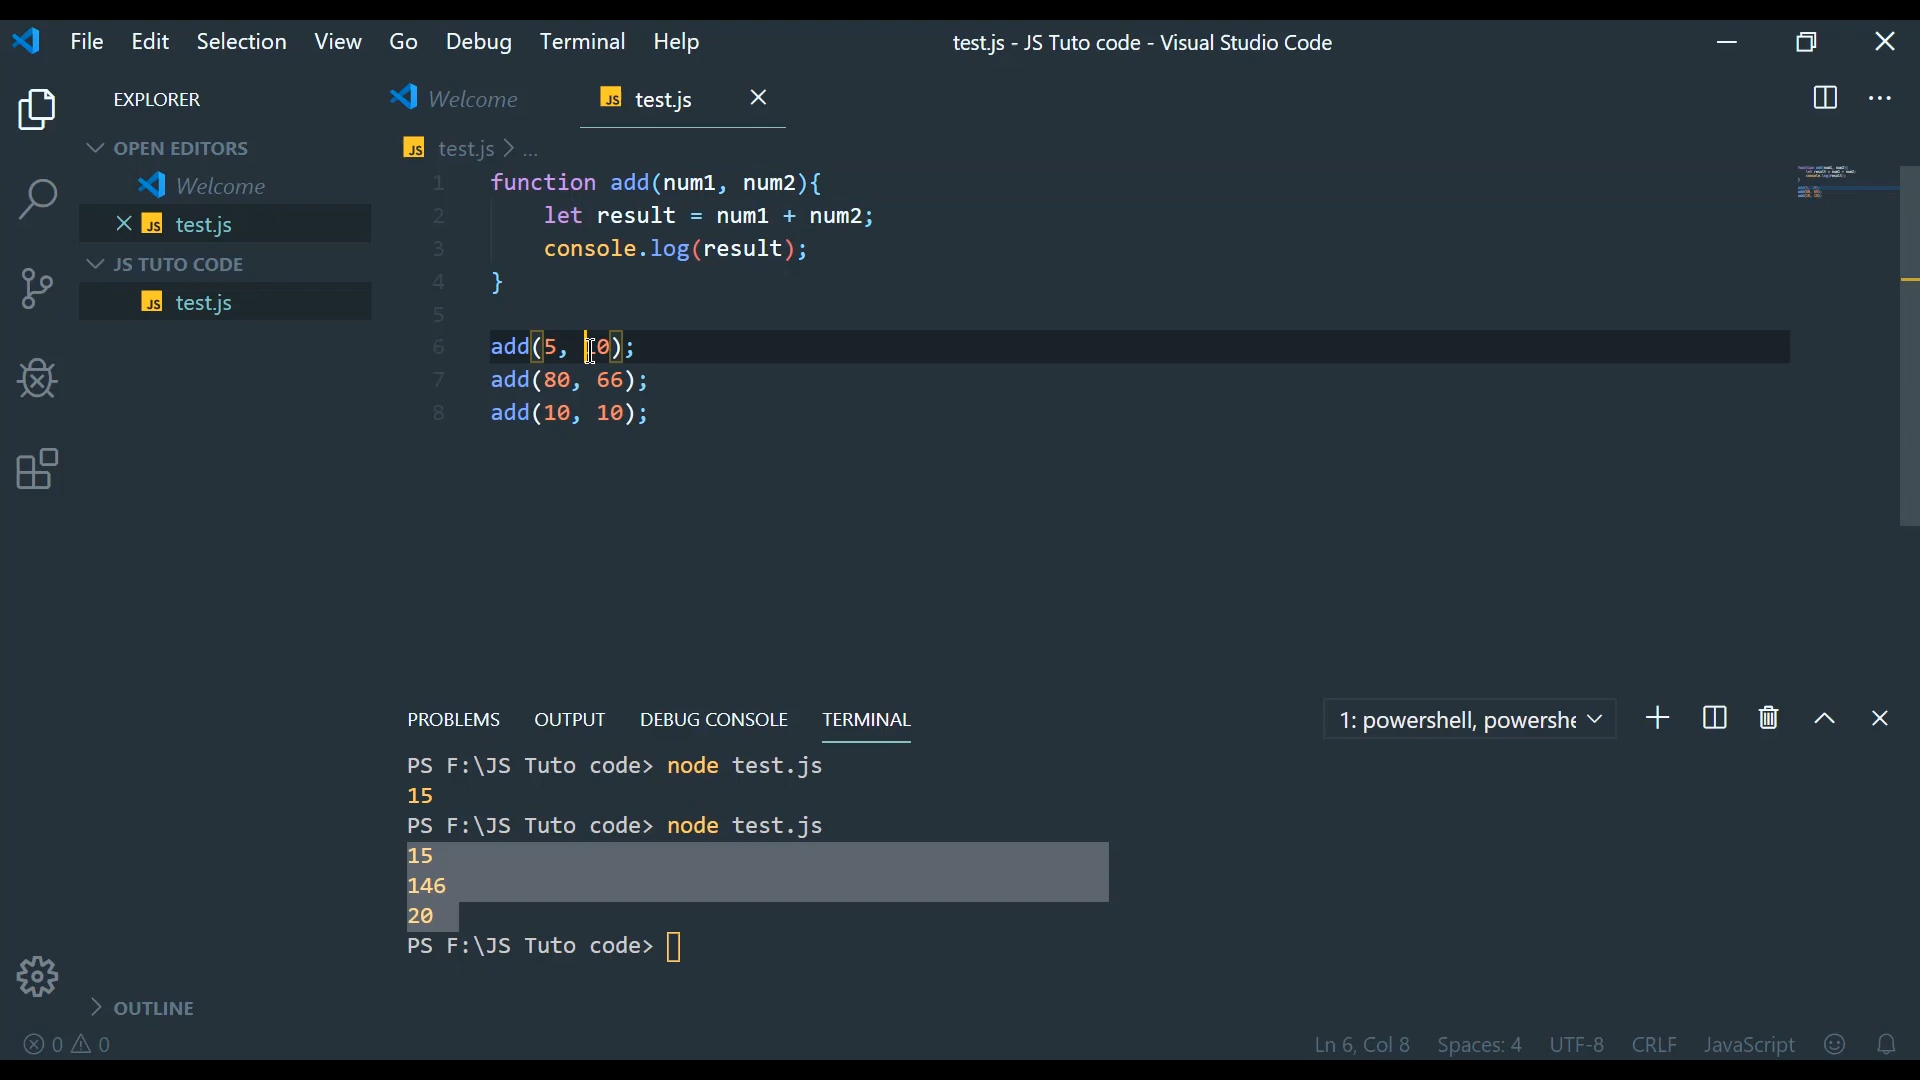 File Edit Selection View Go Debug Terminal Help
test.js - JS Tuto code - Visual Studio Code
EXPLORER
OPEN EDITORS
Welcome
JS test.js
JS TUTO CODE
JS test.js
OUTLINE
Welcome
JS test.js
JS test.js > ...
1 function add(num1, num2){
2 let result = num1 + num2;
3 console.log(result);
4 }
5
6 add(5, 10);
7 add(80, 66);
8 add(10, 10);
PROBLEMS OUTPUT DEBUG CONSOLE TERMINAL
1: powershell, powershe
PS F:\JS Tuto code> node test.js
15
PS F:\JS Tuto code> node test.js
15
146
20
PS F:\JS Tuto code>
0 0
Ln 6, Col 8 Spaces: 4 UTF-8 CRLF JavaScript